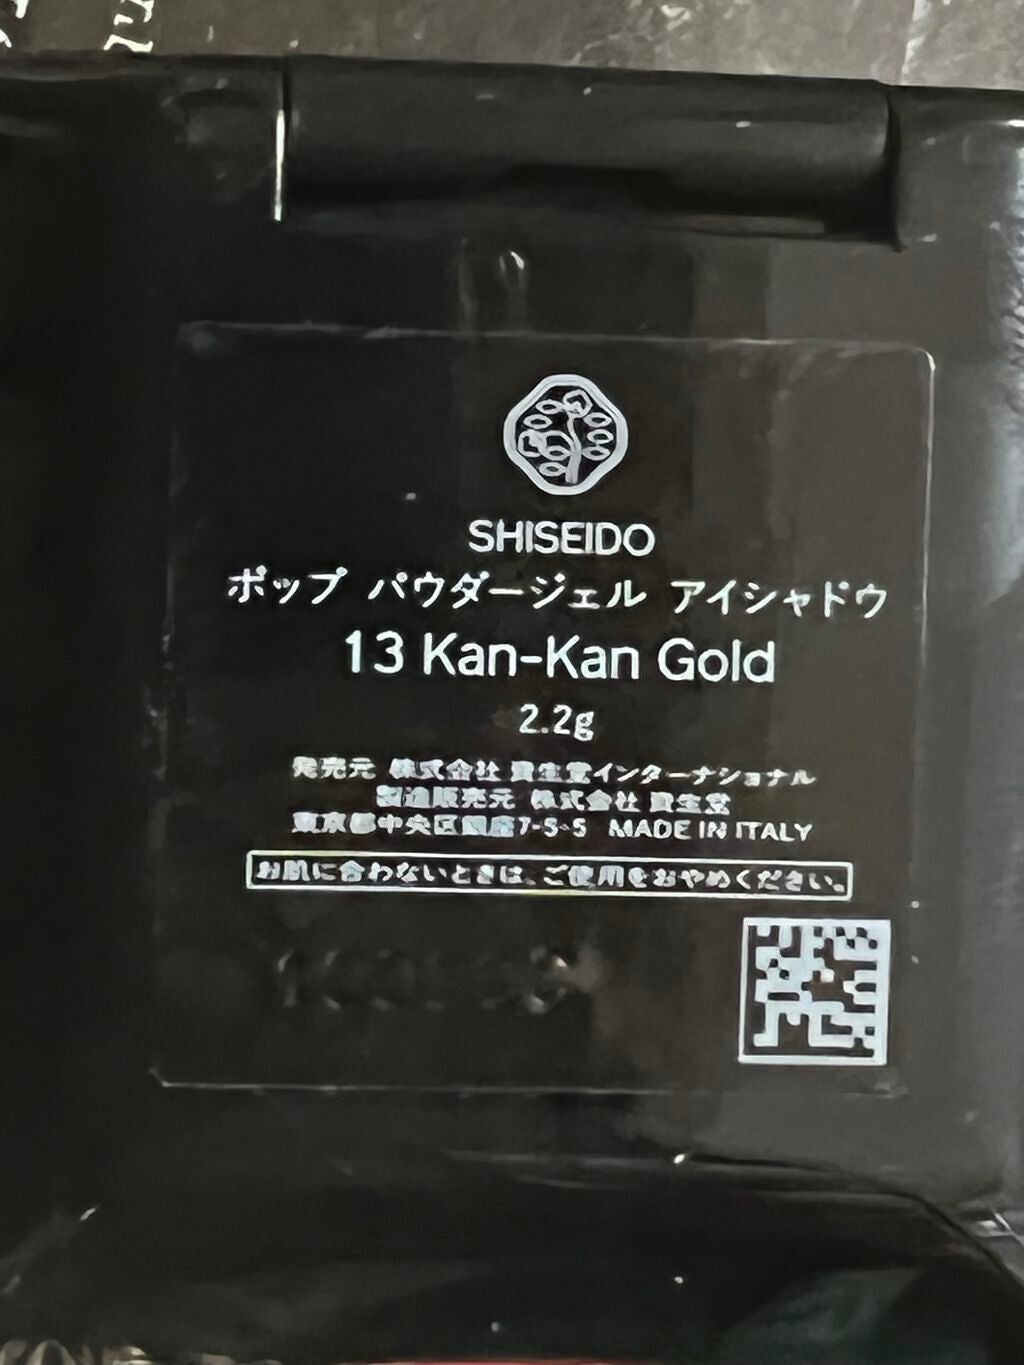 SHISEIDO
ポップ パウダージェル アイシャドウ
13 Kan-Kan Gold
2.2g
発売元 株式会社 資生堂インターナショナル
製造販売元 株式会社 資生堂
東京都中央区銀座7-5-5 MADE IN ITALY
お肌に合わないときは、ご使用をおやめください。